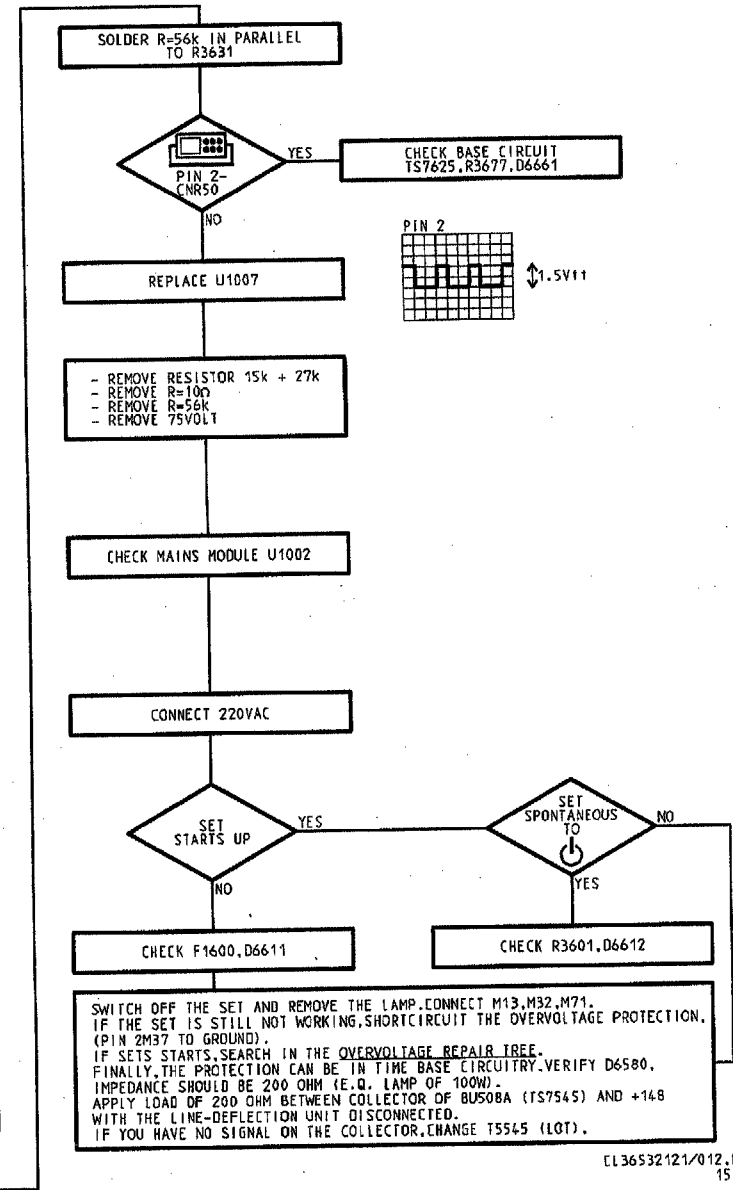 SOLDER R=56k IN PARALLEL
TO R3631
PIN 2-
CNR50
YES
CHECK BASE CIRCUIT
TS7625,R3677,D6661
NO
PIN 2
1.5Vtt
REPLACE U1007
- REMOVE RESISTOR 15k + 27k
- REMOVE R=10Ω
- REMOVE R=56k
- REMOVE 75VOLT
CHECK MAINS MODULE U1002
CONNECT 220VAC
SET
STARTS UP
YES
SET
SPONTANEOUS
TO
NO
NO
YES
CHECK F1600,D6611
CHECK R3601,D6612
SWITCH OFF THE SET AND REMOVE THE LAMP.CONNECT M13,M32,M71.
IF THE SET IS STILL NOT WORKING,SHORTCIRCUIT THE OVERVOLTAGE PROTECTION.
(PIN 2M37 TO GROUND).
IF SETS STARTS,SEARCH IN THE OVERVOLTAGE REPAIR TREE.
FINALLY,THE PROTECTION CAN BE IN TIME BASE CIRCUITRY.VERIFY D6580,
IMPEDANCE SHOULD BE 200 OHM (E.Q. LAMP OF 100W).
APPLY LOAD OF 200 OHM BETWEEN COLLECTOR OF BU508A (TS7545) AND +148
WITH THE LINE-DEFLECTION UNIT DISCONNECTED.
IF YOU HAVE NO SIGNAL ON THE COLLECTOR,CHANGE T5545 (LOT).
CL36532121/012.
15